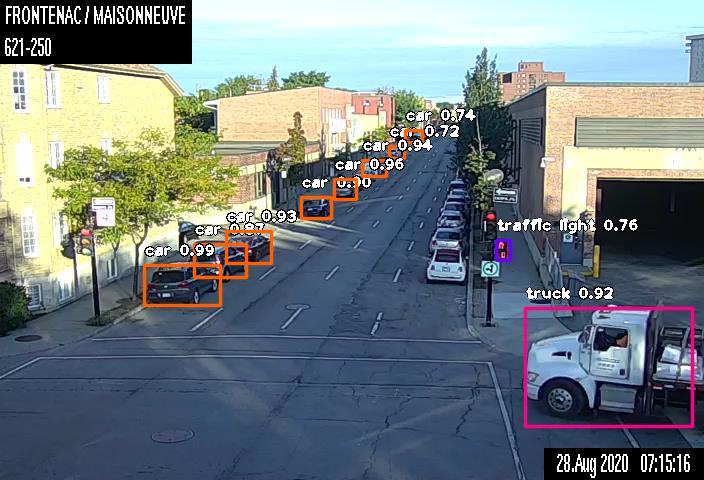 FRONTENAC / MAISONNEUVE
621-250
car 0.74
car 0.72
car 0.94
car 0.96
car 0.90
car 0.93
car 0.87
car 0.99
traffic light 0.76
truck 0.92
28.Aug 2020 07:15:16